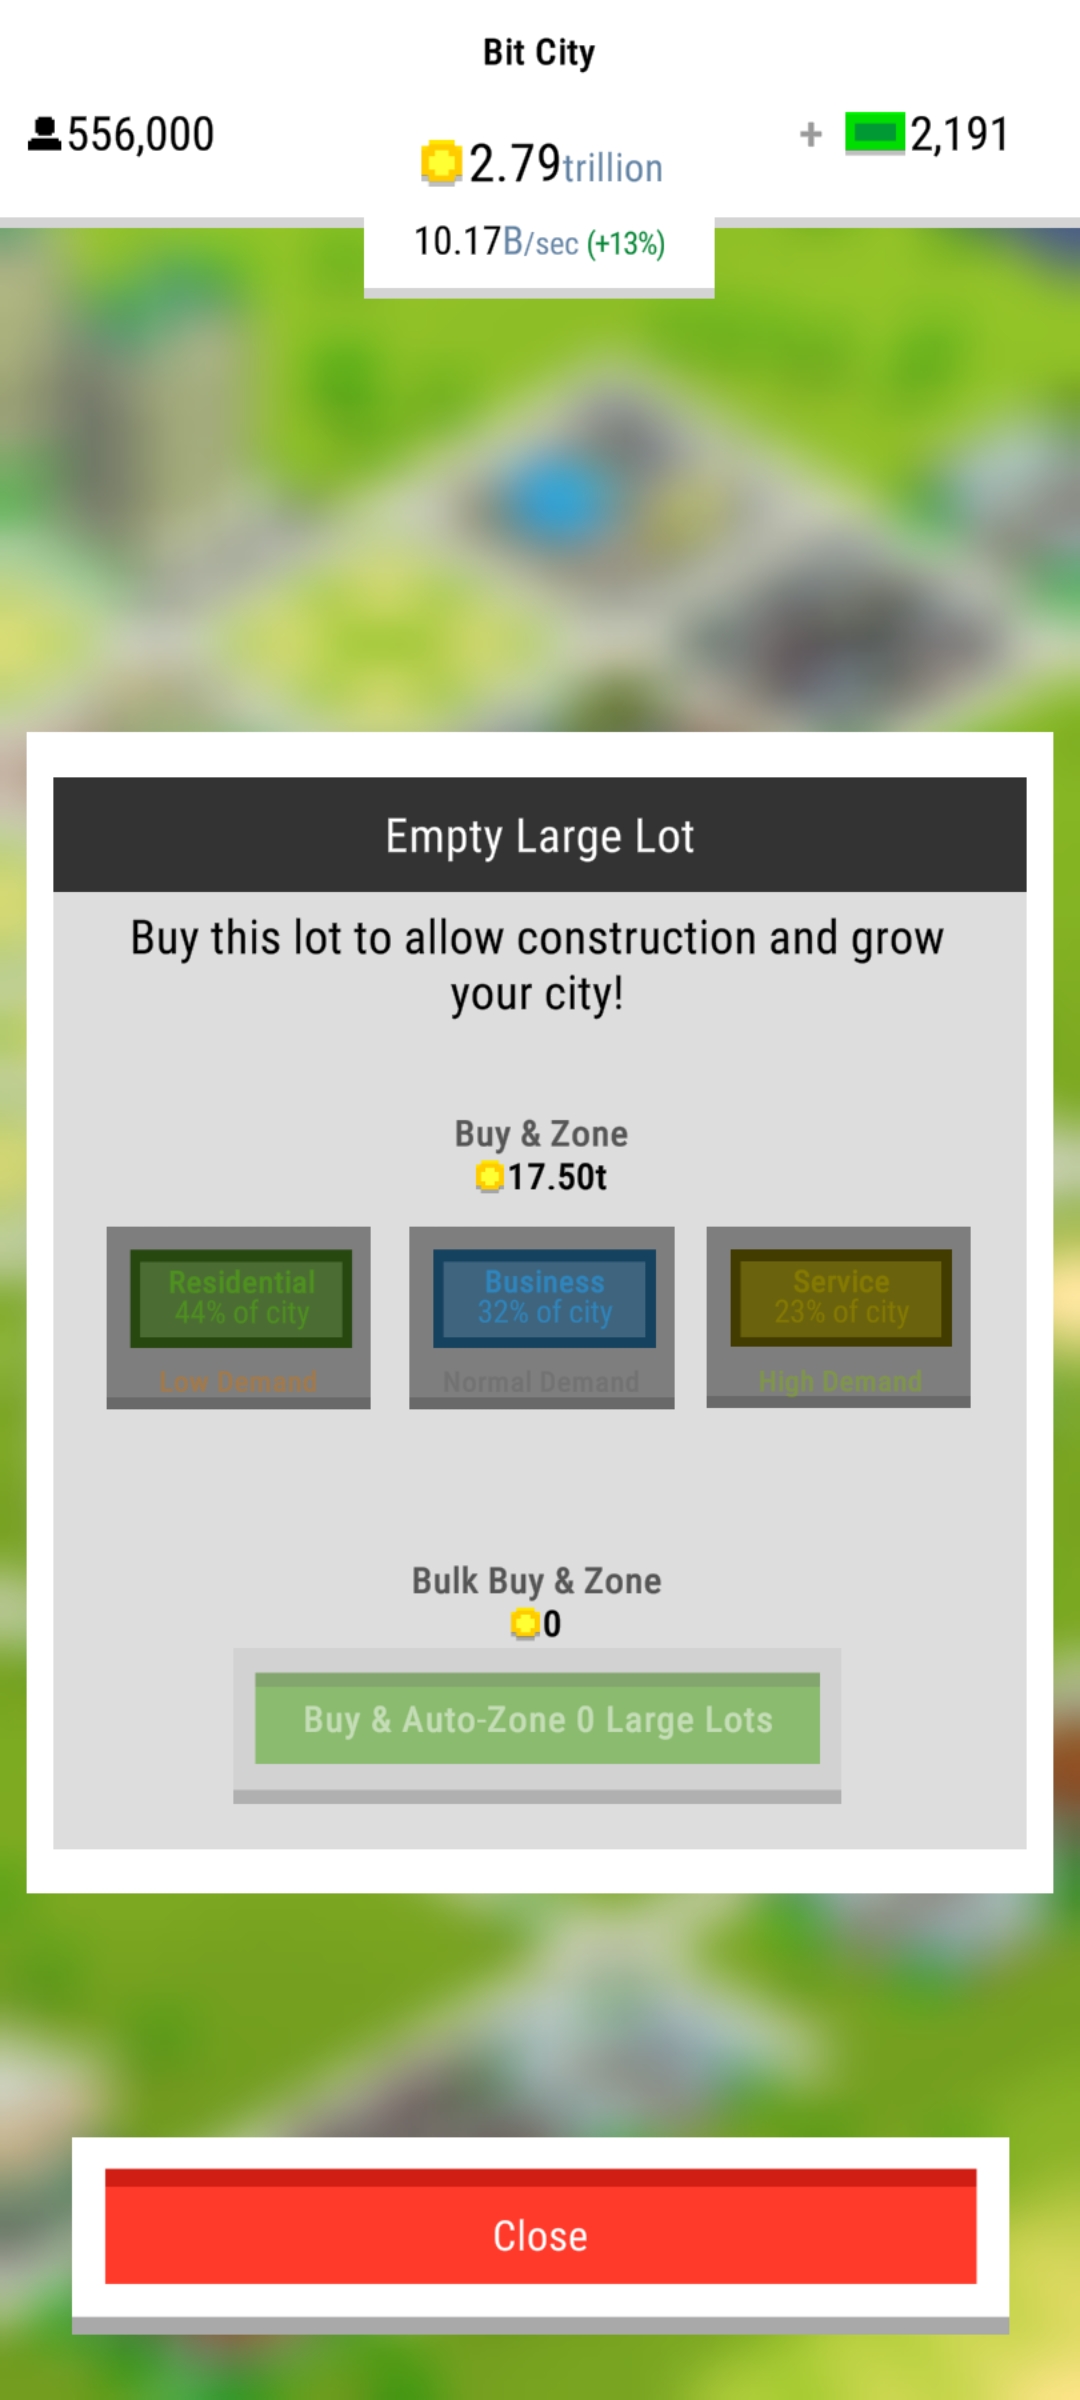 Bit City
556,000
2.79trillion
+ 2,191
10.17B/sec (+13%)
Empty Large Lot
Buy this lot to allow construction and grow
your city!
Buy & Zone
17.50t
Residential
44% of city
Low Demand
Business
32% of city
Normal Demand
Service
23% of city
High Demand
Bulk Buy & Zone
0
Buy & Auto-Zone 0 Large Lots
Close